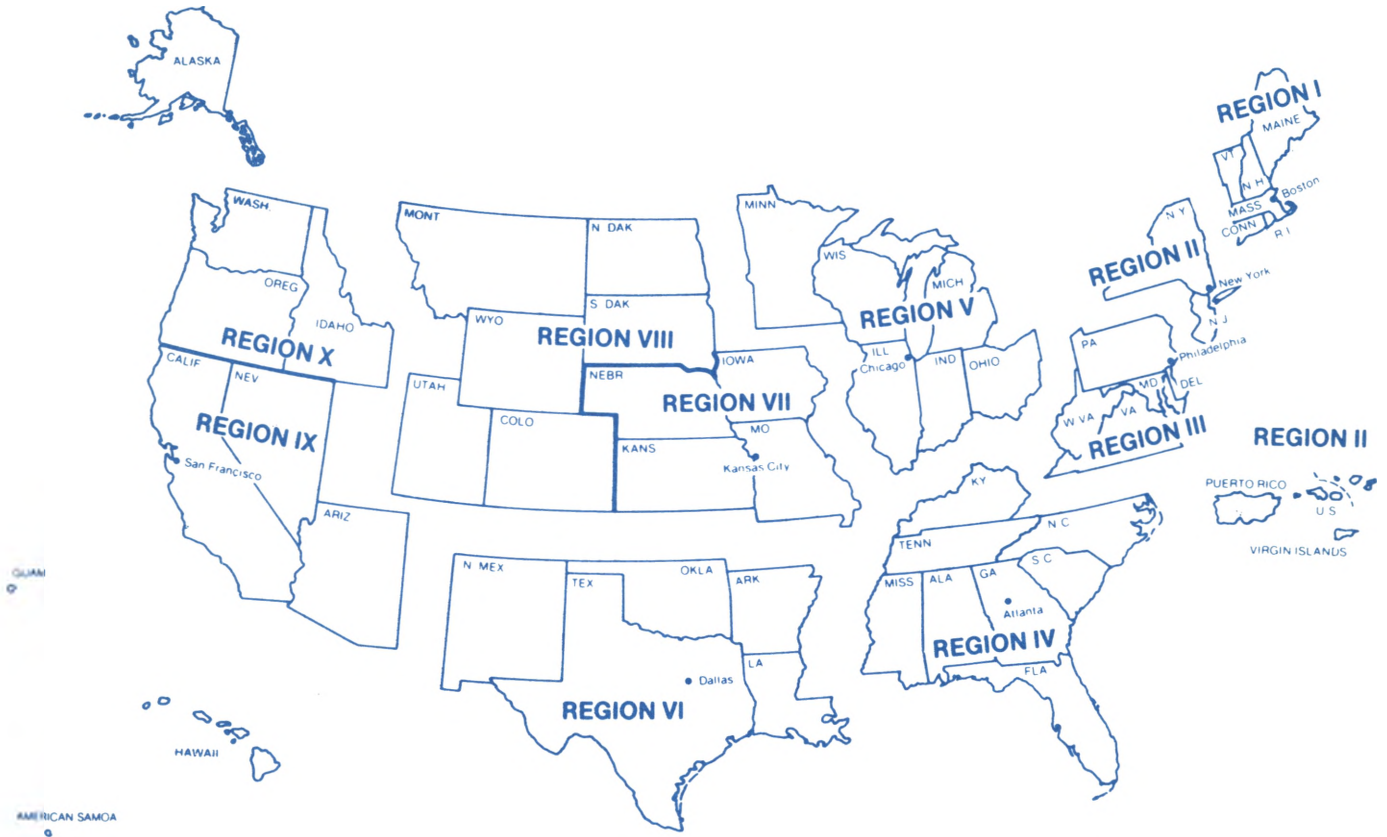 ALASKA
REGION I
MAINE
VT
N H
Boston
MASS
CONN
R I
WASH.
MONT
N DAK
MINN
N Y
OREG
S DAK
WIS
MICH
REGION II
New York
IDAHO
WYO
REGION VIII
REGION V
N J
REGION X
PA
Philadelphia
CALIF
NEV
UTAH
NEBR
IOWA
ILL
Chicago
IND
OHIO
MD
DEL
REGION VII
W VA
VA
REGION IX
COLO
MO
REGION III
REGION II
San Francisco
KANS
Kansas City
KY
PUERTO RICO
U S
VIRGIN ISLANDS
ARIZ
N C
TENN
S C
GUAM
N MEX
TEX
OKLA
ARK
MISS
ALA
GA
Atlanta
REGION IV
LA
FLA
Dallas
REGION VI
HAWAII
AMERICAN SAMOA